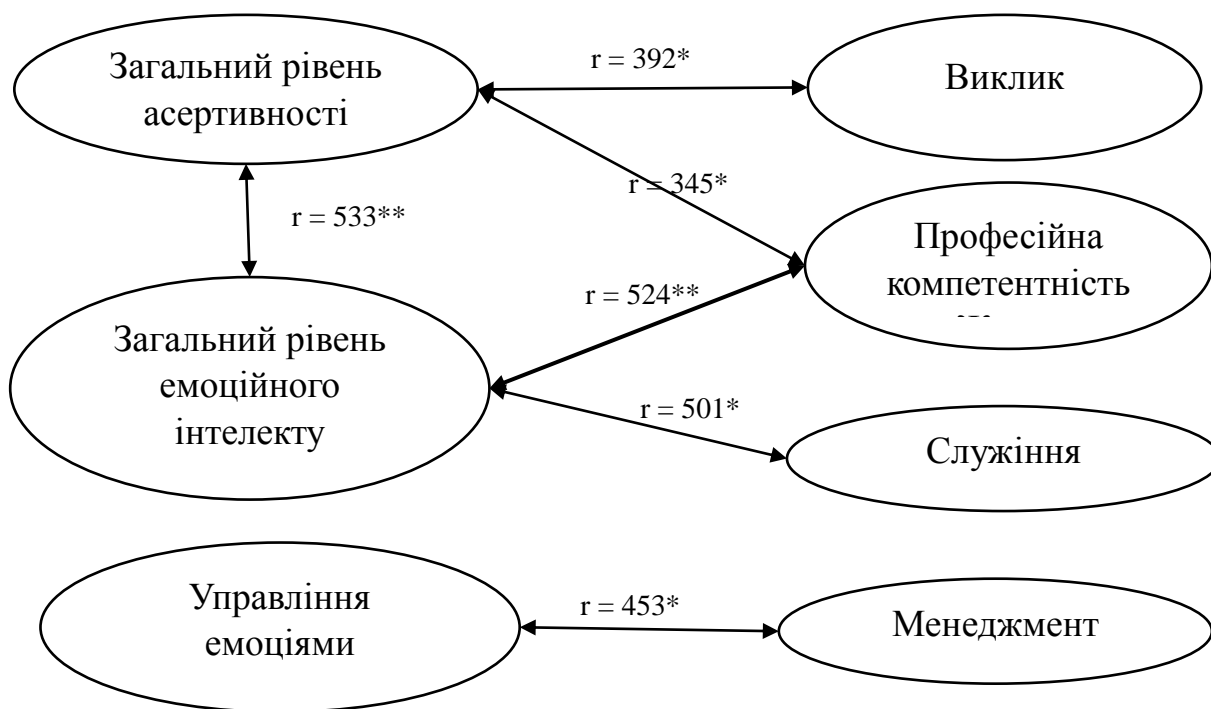 Загальний рівень
асертивності
r = 392*
Виклик
r = 345*
r = 533**
Професійна
компетентність
r = 524**
Загальний рівень
емоційного
інтелекту
r = 501*
Служіння
Управління
емоціями
r = 453*
Менеджмент